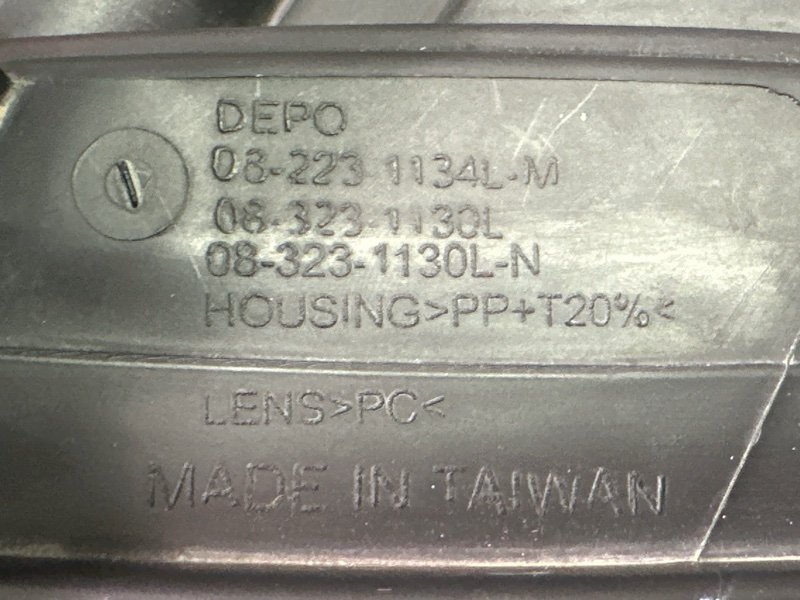 DEPO
08-223 1134L-M
08-323-1130L
08-323-1130L-N
HOUSING>PP+T20%<
LENS>PC<
MADE IN TAIWAN